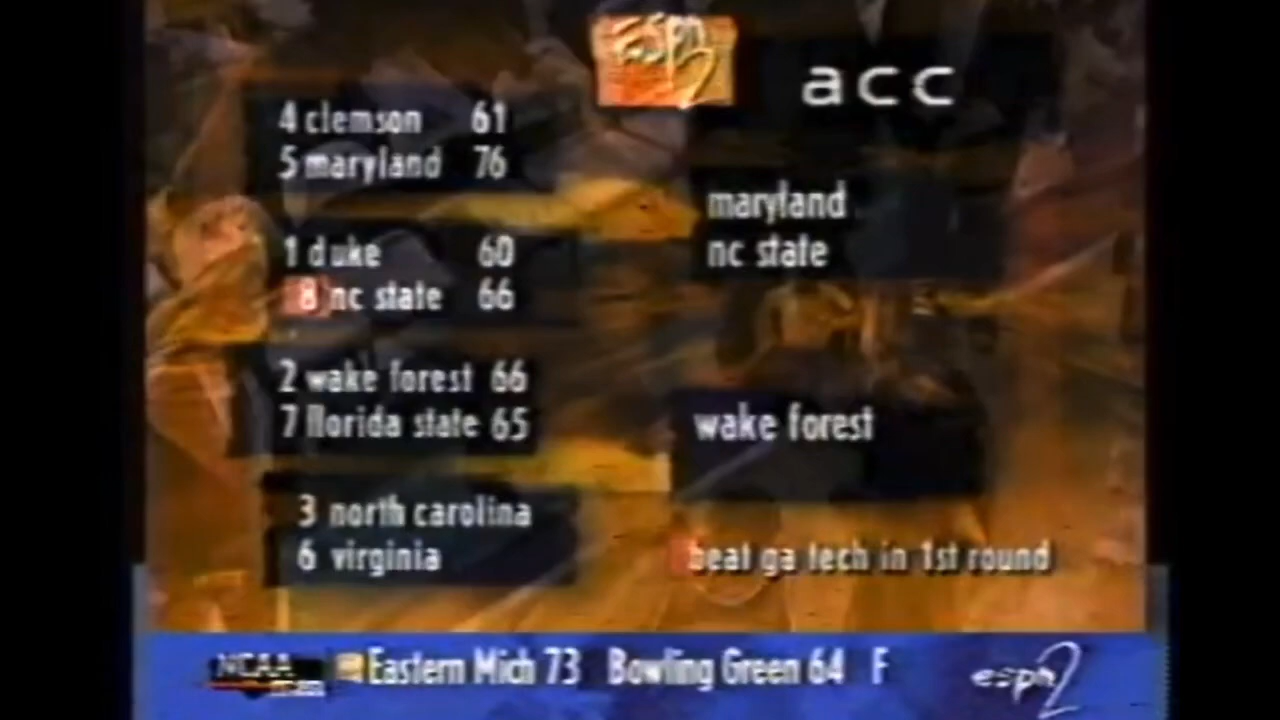 espn2
acc
4 clemson 61
5 maryland 76
1 duke 60
8 nc state 66
2 wake forest 66
7 florida state 65
3 north carolina
6 virginia
maryland
nc state
wake forest
beat ga tech in 1st round
NCAA
Eastern Mich 73 Bowling Green 64 F
espn2